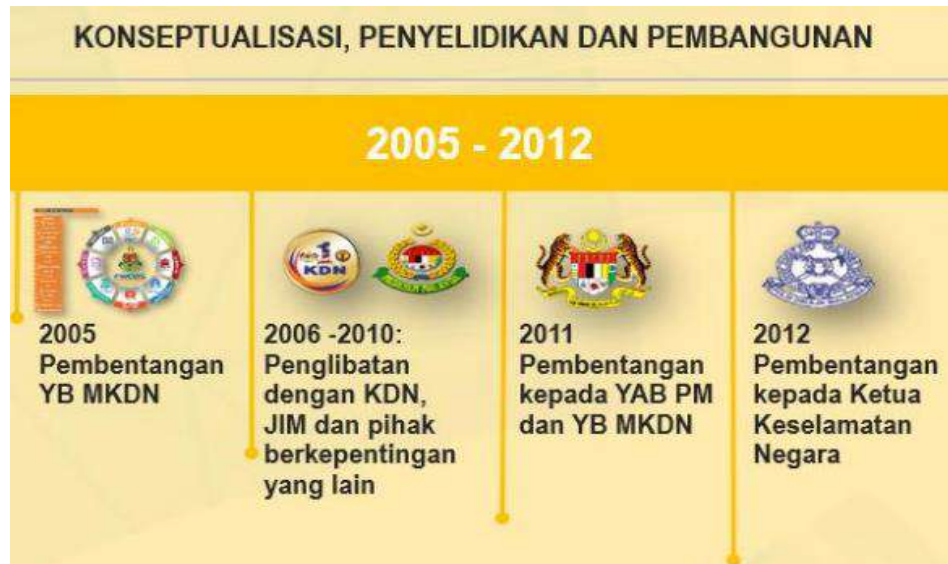 KONSEPTUALISASI, PENYELIDIKAN DAN PEMBANGUNAN
2005 - 2012
KDN
2005
Pembentangan
YB MKDN
2006 -2010:
Penglibatan
dengan KDN,
JIM dan pihak
berkepentingan
yang lain
2011
Pembentangan
kepada YAB PM
dan YB MKDN
2012
Pembentangan
kepada Ketua
Keselamatan
Negara